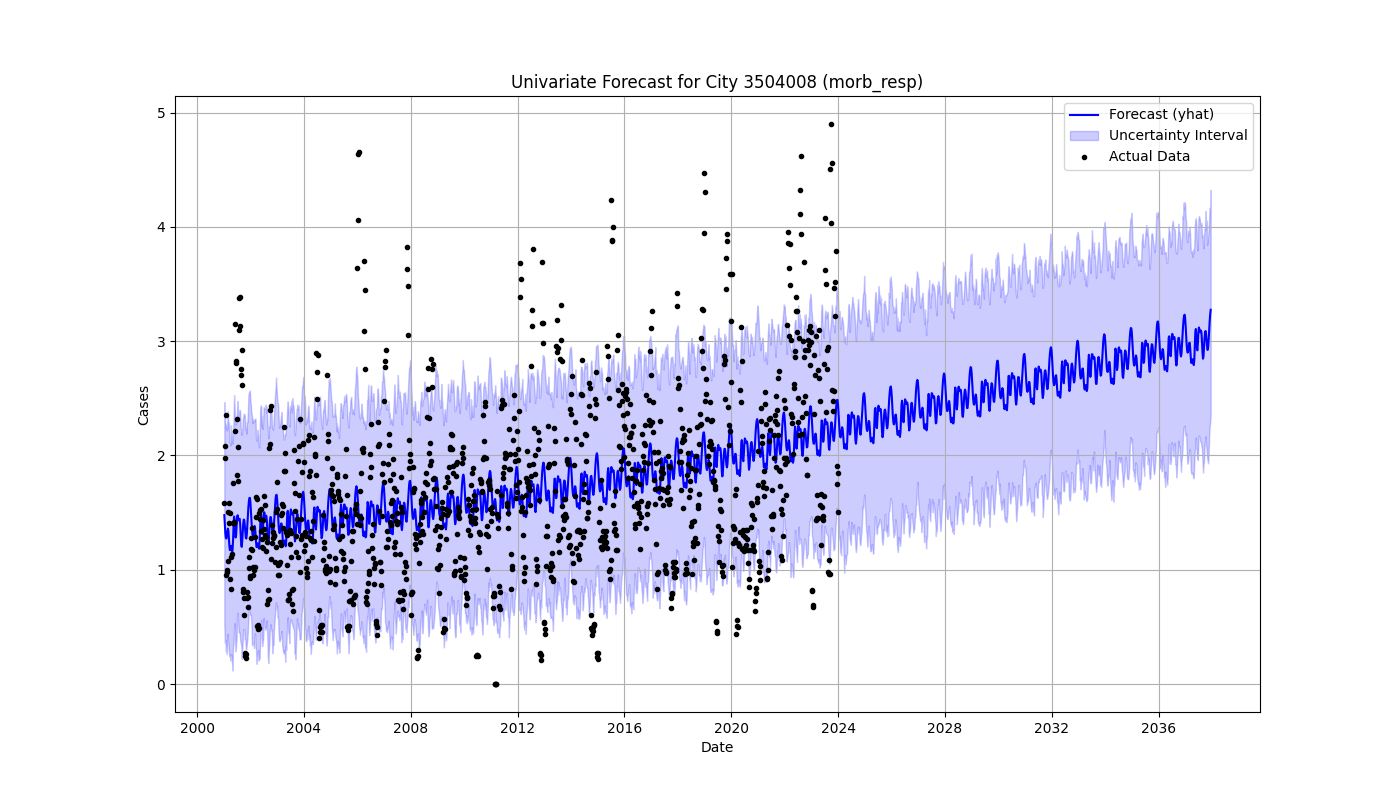 Univariate Forecast for City 3504008 (morb_resp)
Forecast (yhat)
Uncertainty Interval
Actual Data
Cases
5
4
3
2
1
0
2000 2004 2008 2012 2016 2020 2024 2028 2032 2036
Date